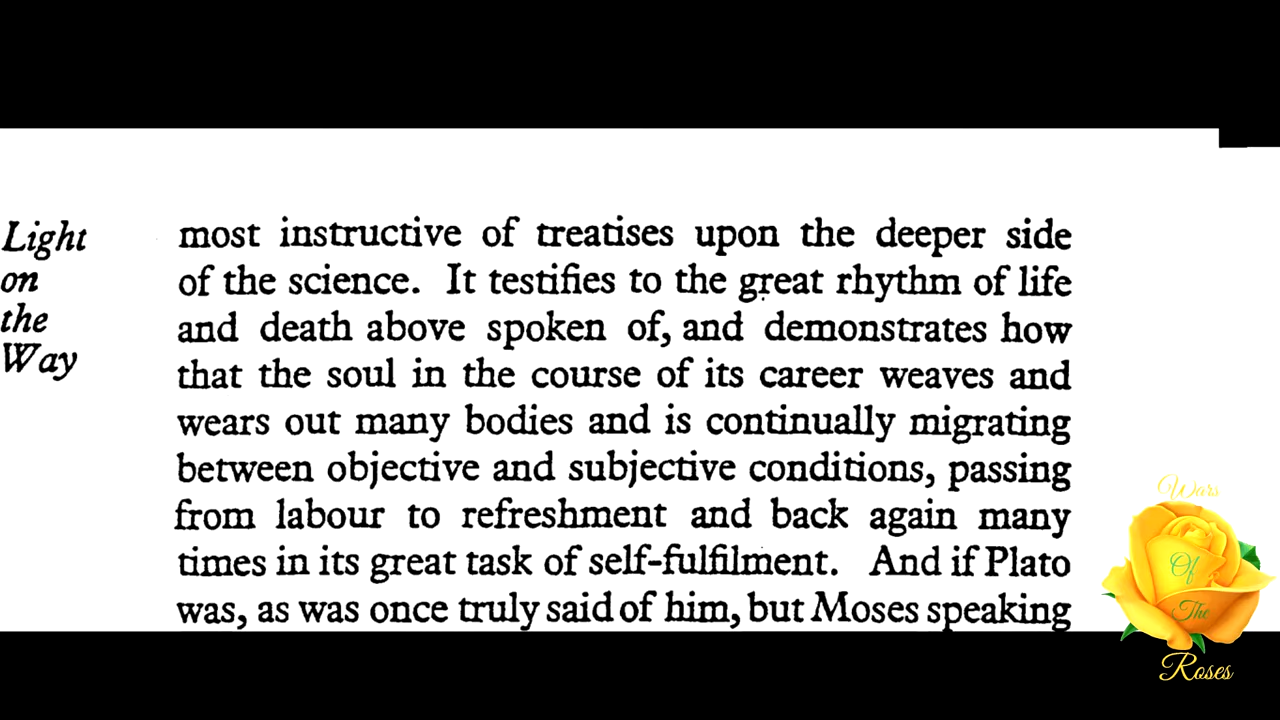 Light
on
the
Way
most instructive of treatises upon the deeper side
of the science. It testifies to the great rhythm of life
and death above spoken of, and demonstrates how
that the soul in the course of its career weaves and
wears out many bodies and is continually migrating
between objective and subjective conditions, passing
from labour to refreshment and back again many
times in its great task of self-fulfilment. And if Plato
was, as was once truly said of him, but Moses speaking
Wars
Of
The
Roses